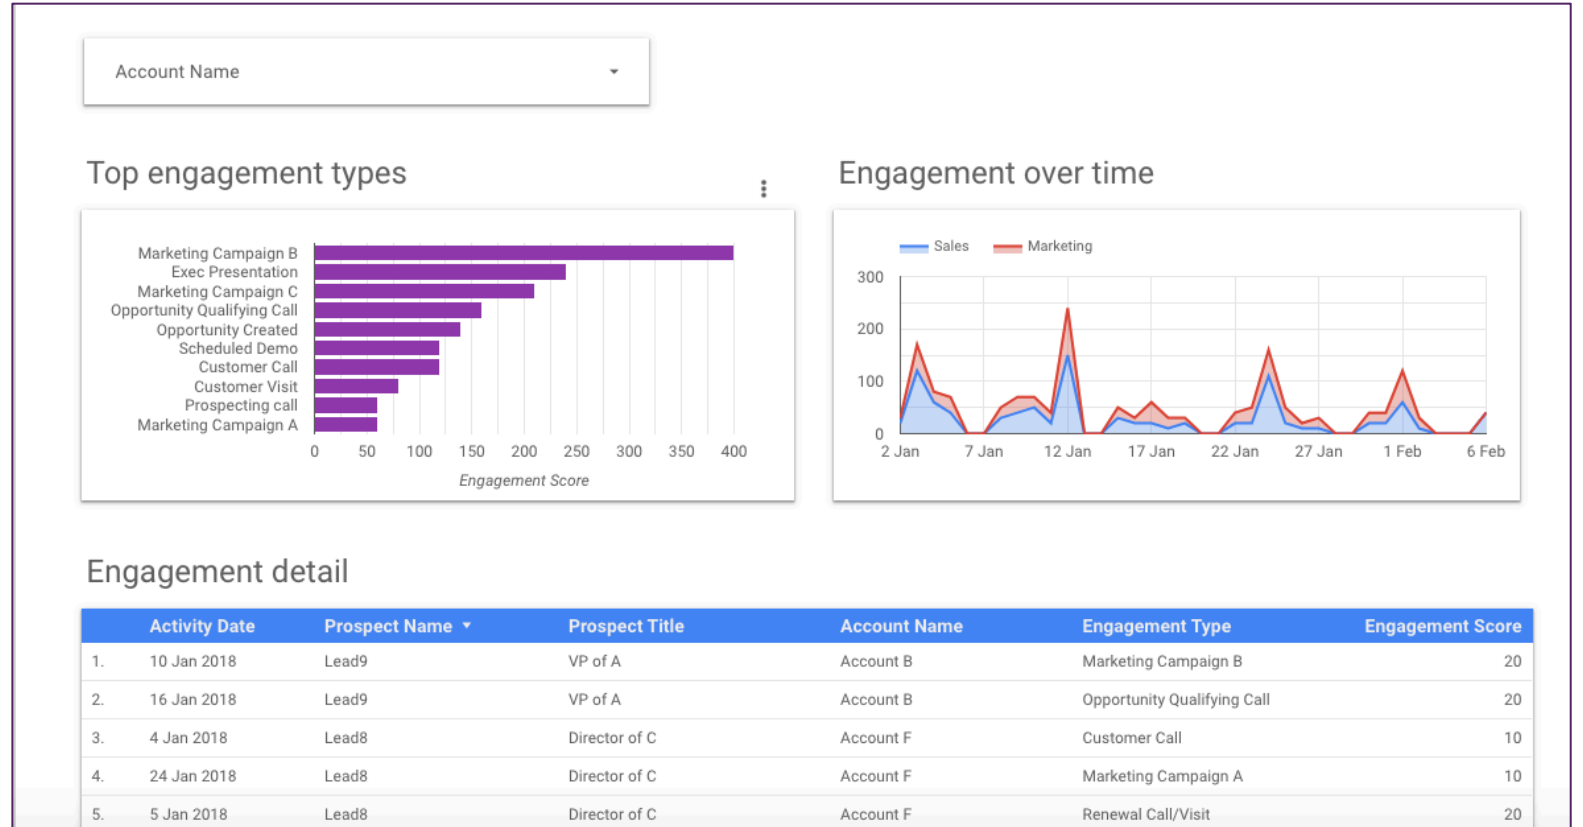 Account Name
Top engagement types
Marketing Campaign B
Exec Presentation
Marketing Campaign C
Opportunity Qualifying Call
Opportunity Created
Scheduled Demo
Customer Call
Customer Visit
Prospecting call
Marketing Campaign A
0 50 100 150 200 250 300 350 400
Engagement Score
Engagement over time
Sales Marketing
300
200
100
0
2 Jan 7 Jan 12 Jan 17 Jan 22 Jan 27 Jan 1 Feb 6 Feb
Engagement detail
Activity Date Prospect Name Prospect Title Account Name Engagement Type Engagement Score
1. 10 Jan 2018 Lead9 VP of A Account B Marketing Campaign B 20
2. 16 Jan 2018 Lead9 VP of A Account B Opportunity Qualifying Call 20
3. 4 Jan 2018 Lead8 Director of C Account F Customer Call 10
4. 24 Jan 2018 Lead8 Director of C Account F Marketing Campaign A 10
5. 5 Jan 2018 Lead8 Director of C Account F Renewal Call/Visit 20